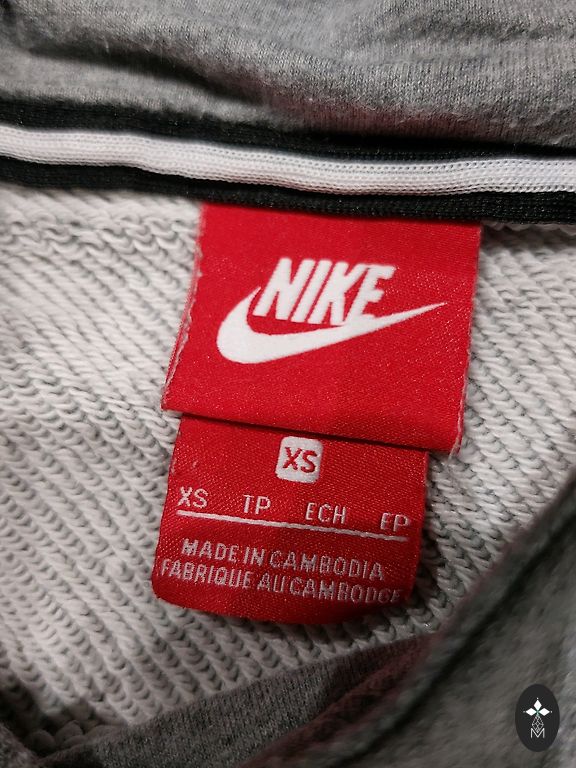 NIKE
XS
XS TP ECH EP
MADE IN CAMBODIA
FABRIQUE AU CAMBODGE
M